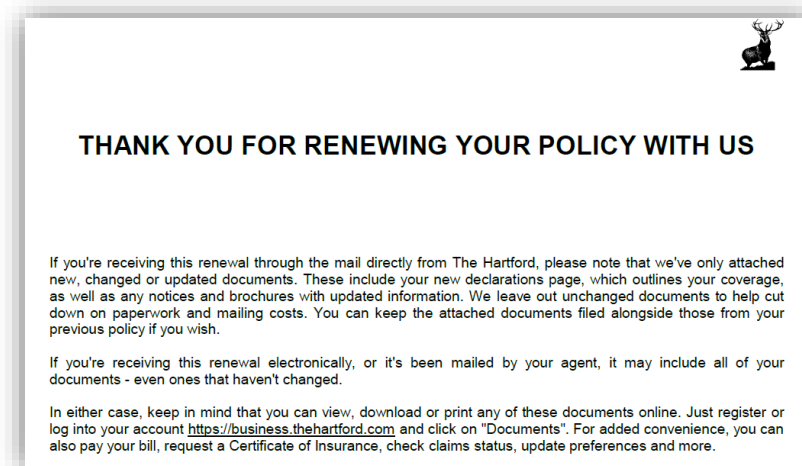 THANK YOU FOR RENEWING YOUR POLICY WITH US
If you're receiving this renewal through the mail directly from The Hartford, please note that we've only attached
new, changed or updated documents. These include your new declarations page, which outlines your coverage,
as well as any notices and brochures with updated information. We leave out unchanged documents to help cut
down on paperwork and mailing costs. You can keep the attached documents filed alongside those from your
previous policy if you wish.
If you're receiving this renewal electronically, or it's been mailed by your agent, it may include all of your
documents - even ones that haven't changed.
In either case, keep in mind that you can view, download or print any of these documents online. Just register or
log into your account https://business.thehartford.com and click on "Documents". For added convenience, you can
also pay your bill, request a Certificate of Insurance, check claims status, update preferences and more.